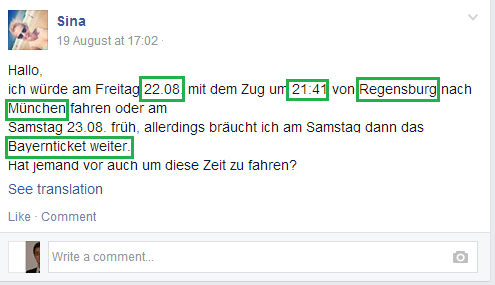 Sina
19 August at 17:02 ·
Hallo,
ich würde am Freitag 22.08. mit dem Zug um 21:41 von Regensburg nach
München fahren oder am
Samstag 23.08. früh, allerdings bräucht ich am Samstag dann das
Bayernticket weiter.
Hat jemand vor auch um diese Zeit zu fahren?
See translation
Like · Comment
Write a comment...